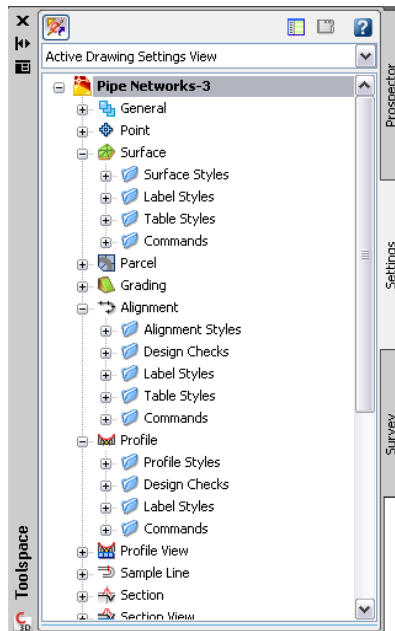 Active Drawing Settings View
Pipe Networks-3
General
Point
Surface
Surface Styles
Label Styles
Table Styles
Commands
Parcel
Grading
Alignment
Alignment Styles
Design Checks
Label Styles
Table Styles
Commands
Profile
Profile Styles
Design Checks
Label Styles
Commands
Profile View
Sample Line
Section
Section View
Prospector
Settings
Survey
Toolspace
C 3D